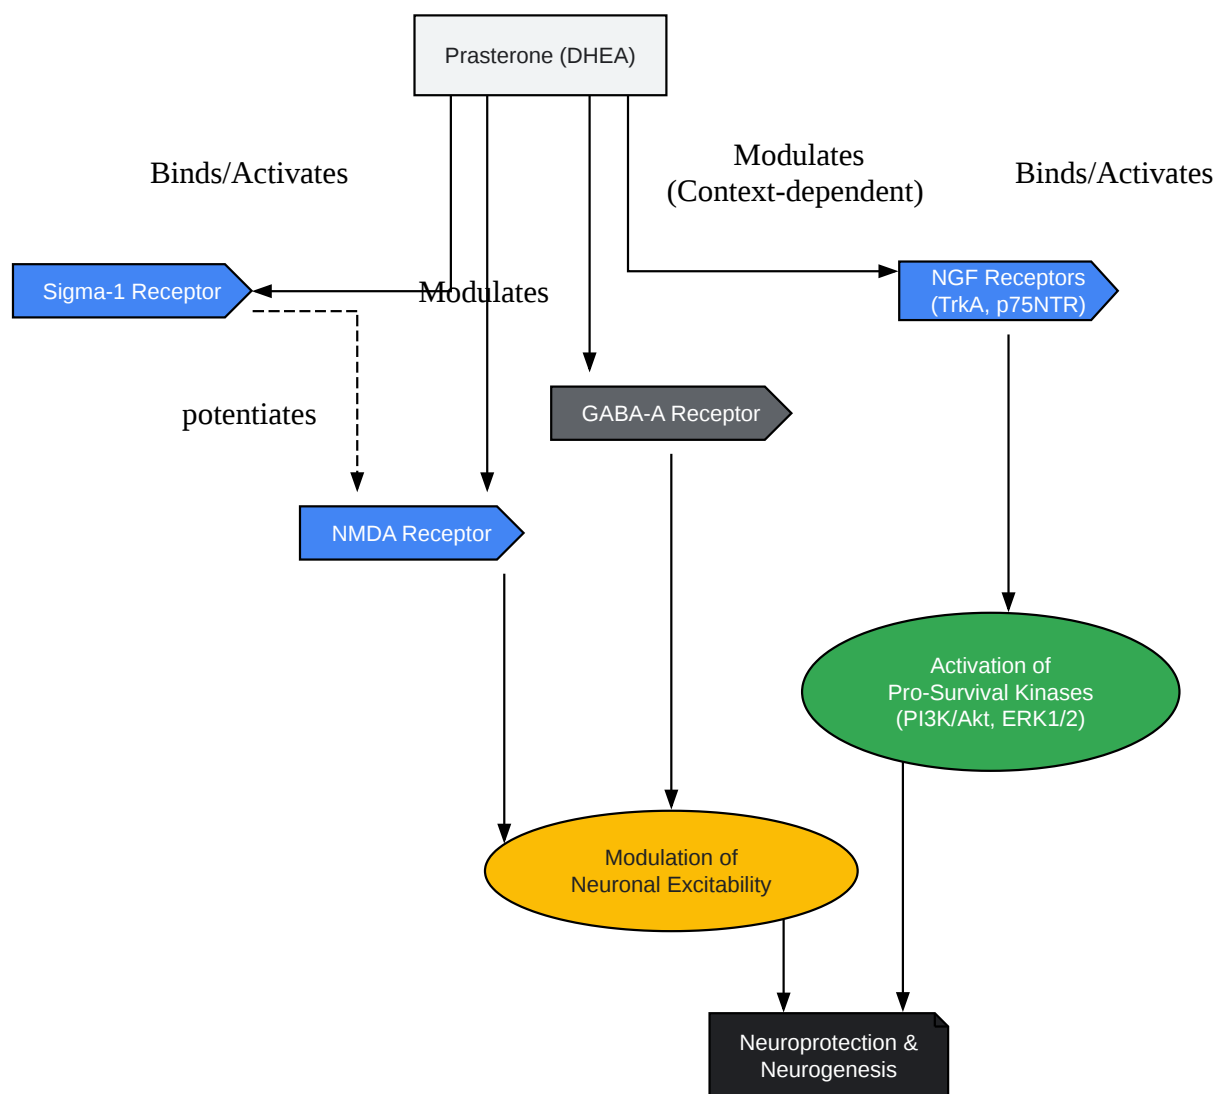 Prasterone (DHEA)
Binds/Activates
Modulates
(Context-dependent)
Binds/Activates
Sigma-1 Receptor
Modulates
NGF Receptors
(TrkA, p75NTR)
potentiates
GABA-A Receptor
NMDA Receptor
Activation of
Pro-Survival Kinases
(PI3K/Akt, ERK1/2)
Modulation of
Neuronal Excitability
Neuroprotection &
Neurogenesis